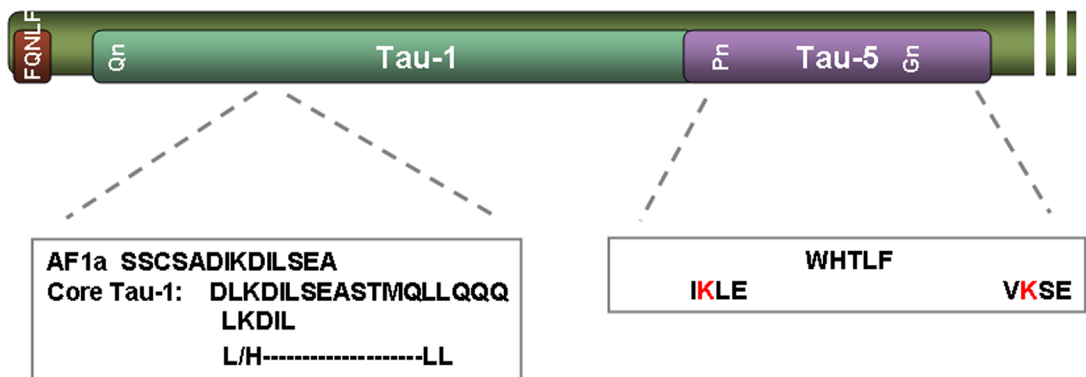 FQNLF
Qn
Tau-1
Pn
Tau-5
Gn
AF1a SSCSADIKDILSEA
Core Tau-1: DLKDILSEASTMQLLQQQ
LKDIL
L/H--------------------LL
WHTLF
IKLE VKSE